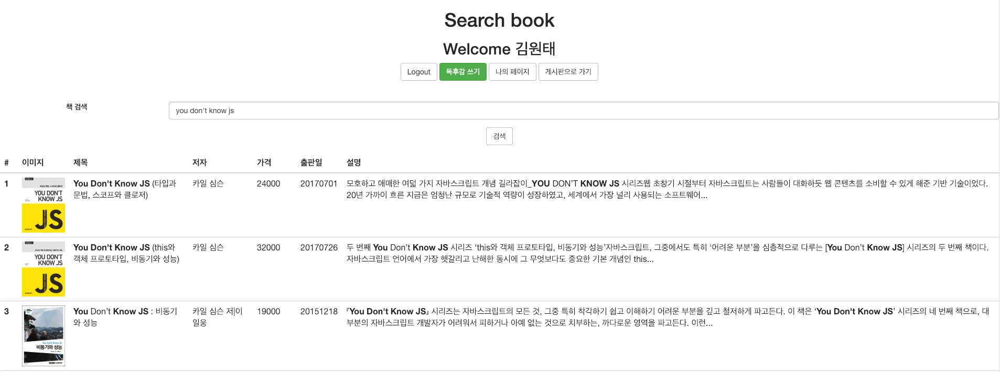 Search book
Welcome 김원태
Logout 독후감 쓰기 나의 페이지 게시판으로 가기
책 검색 you don't know js
검색
# 이미지 제목 저자 가격 출판일 설명
1 You Don't Know JS (타입과 카일 심슨 24000 20170701 모호하고 애매한 여덟 가지 자바스크립트 개념 길라잡이_YOU DON’T KNOW JS 시리즈웹 초창기 시절부터 자바스크립트는 사람들이 대화하듯 웹 콘텐츠를 소비할 수 있게 해준 기반 기술이었다.
문법, 스코프와 클로저) 20년 가까이 흐른 지금은 엄청난 규모로 기술적 역량이 성장하였고, 세계에서 가장 널리 사용되는 소프트웨어...
YOU DON'T
KNOW JS
JS
2 You Don't Know JS (this와 카일 심슨 32000 20170726 두 번째 You Don’t Know JS 시리즈 ‘this와 객체 프로토타입, 비동기와 성능’자바스크립트, 그중에서도 특히 ‘어려운 부분’을 심층적으로 다루는 [You Don’t Know JS] 시리즈의 두 번째 책이다.
객체 프로토타입, 비동기와 성능) 자바스크립트 언어에서 가장 헷갈리고 난해한 동시에 그 무엇보다도 중요한 기본 개념인 this...
YOU DON'T
KNOW JS
JS
3 You Don’t Know JS : 비동기 카일 심슨 저|이 19000 20151218 『You Don't Know JS』 시리즈는 자바스크립트의 모든 것, 그중 특히 착각하기 쉽고 이해하기 어려운 부분을 깊고 철저하게 파고든다. 이 책은 ‘You Don't Know JS’ 시리즈의 네 번째 책으로, 대
와 성능 일웅 부분의 자바스크립트 개발자가 어려워서 피하거나 아예 없는 것으로 치부하는, 까다로운 영역을 파고든다. 이런...
You Don't Know JS
비동기와 성능